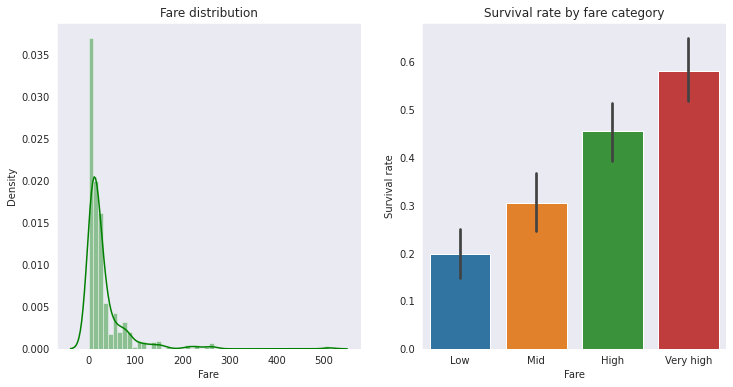 Fare distribution
0.035
0.030
0.025
0.020
0.015
0.010
0.005
0.000
Density
0 100 200 300 400 500
Fare
Survival rate by fare category
0.6
0.5
0.4
0.3
0.2
0.1
0.0
Survival rate
Low Mid High Very high
Fare